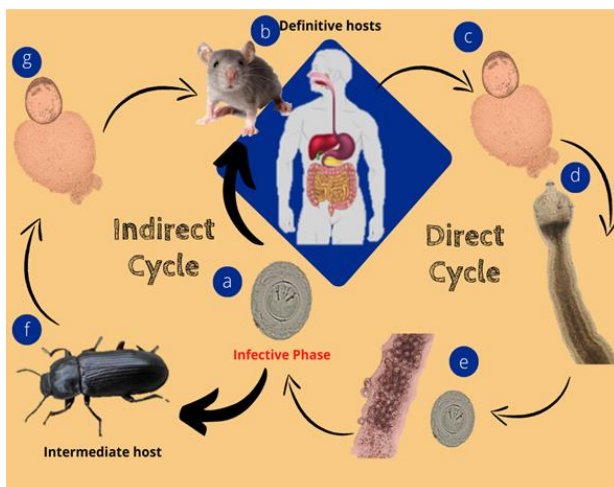 b
Definitive hosts
c
g
d
Indirect
Cycle
Direct
Cycle
a
Infective Phase
f
e
Intermediate host